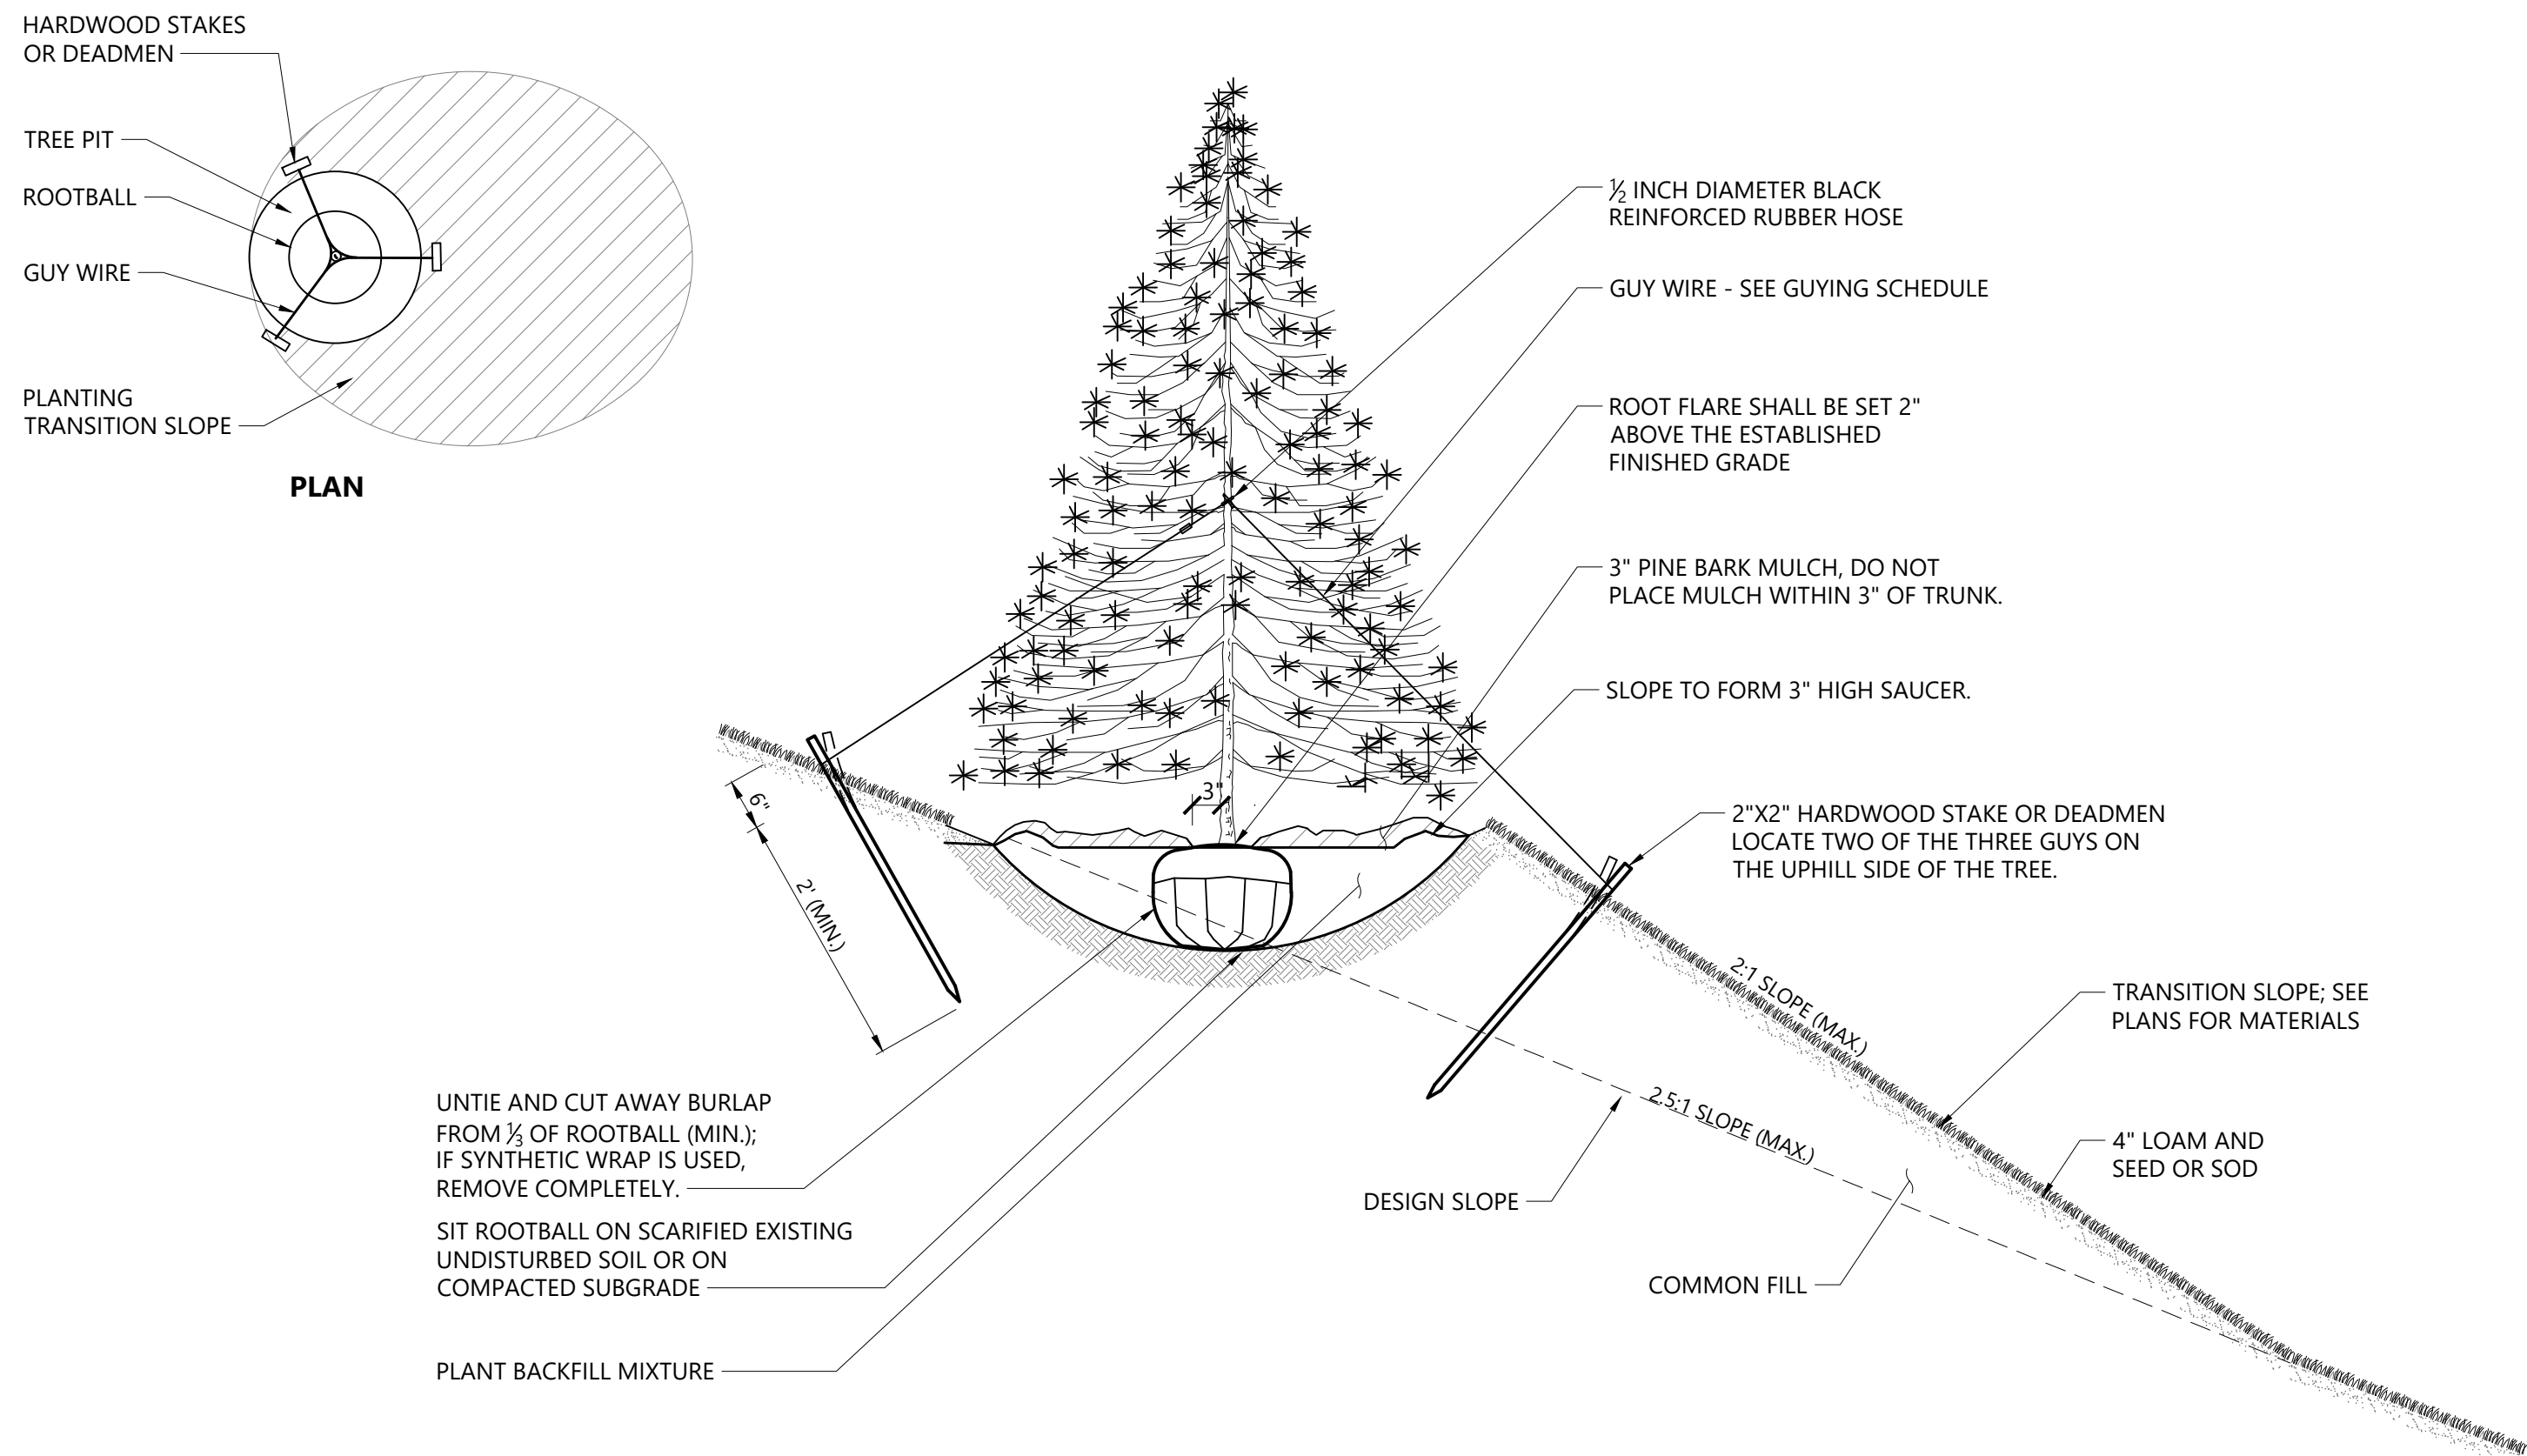 HARDWOOD STAKES
OR DEADMEN
TREE PIT
ROOTBALL
GUY WIRE
PLANTING
TRANSITION SLOPE
PLAN
½ INCH DIAMETER BLACK
REINFORCED RUBBER HOSE
GUY WIRE - SEE GUYING SCHEDULE
ROOT FLARE SHALL BE SET 2"
ABOVE THE ESTABLISHED
FINISHED GRADE
3" PINE BARK MULCH, DO NOT
PLACE MULCH WITHIN 3" OF TRUNK.
SLOPE TO FORM 3" HIGH SAUCER.
3"
6"
2' (MIN.)
2"X2" HARDWOOD STAKE OR DEADMEN
LOCATE TWO OF THE THREE GUYS ON
THE UPHILL SIDE OF THE TREE.
2:1 SLOPE (MAX.)
2.5:1 SLOPE (MAX.)
TRANSITION SLOPE; SEE
PLANS FOR MATERIALS
4" LOAM AND
SEED OR SOD
DESIGN SLOPE
COMMON FILL
UNTIE AND CUT AWAY BURLAP
FROM ⅓ OF ROOTBALL (MIN.);
IF SYNTHETIC WRAP IS USED,
REMOVE COMPLETELY.
SIT ROOTBALL ON SCARIFIED EXISTING
UNDISTURBED SOIL OR ON
COMPACTED SUBGRADE
PLANT BACKFILL MIXTURE